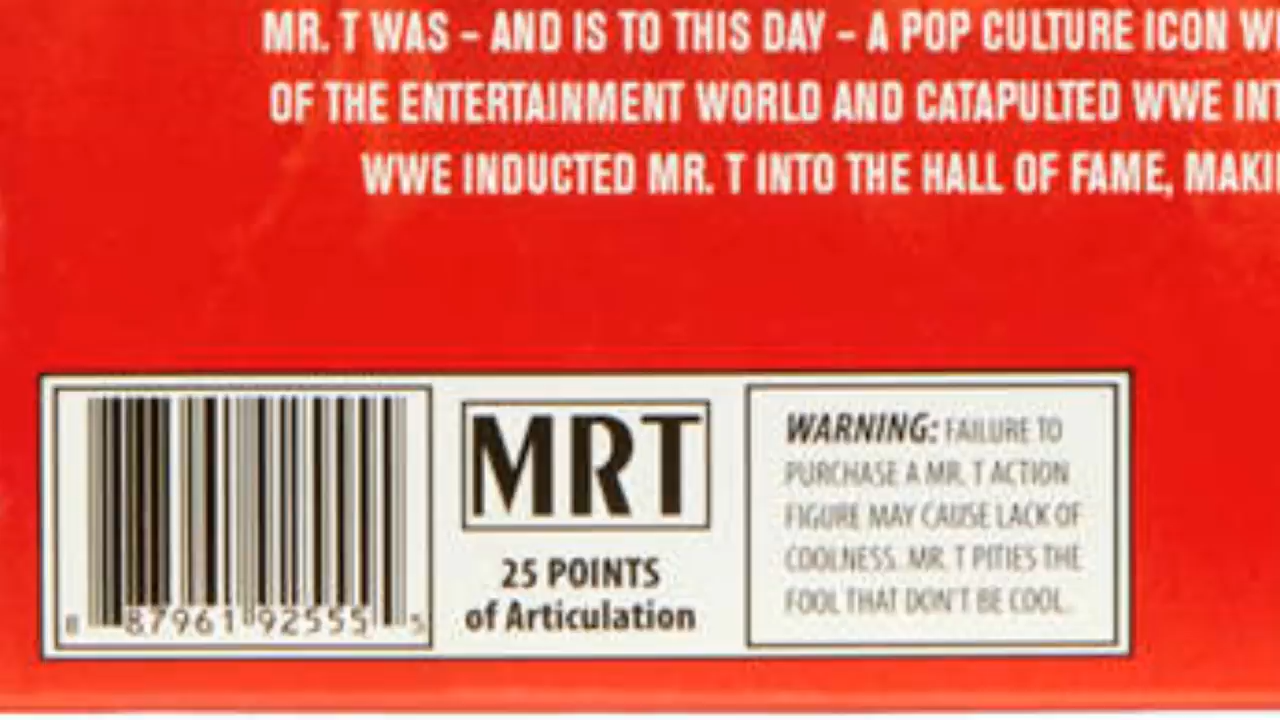 MR. T WAS – AND IS TO THIS DAY – A POP CULTURE ICON
OF THE ENTERTAINMENT WORLD AND CATAPULTED WWE
WWE INDUCTED MR. T INTO THE HALL OF FAME,
8 87961 92555 5
MRT
25 POINTS
of Articulation
WARNING: FAILURE TO
PURCHASE A MR. T ACTION
FIGURE MAY CAUSE LACK OF
COOLNESS. MR. T PITIES THE
FOOL THAT DON'T BE COOL.